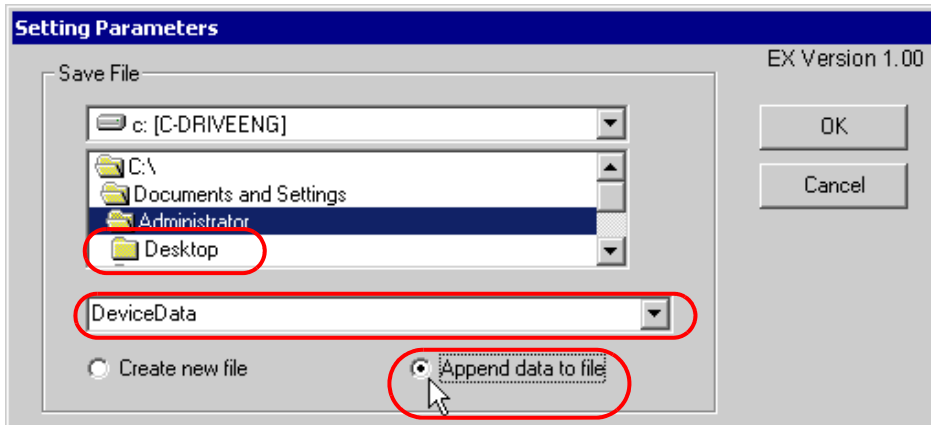 Setting Parameters
EX Version 1.00
Save File
c: [C-DRIVEENG]
OK
C:\
Documents and Settings
Cancel
Administrator
Desktop
DeviceData
Create new file
Append data to file